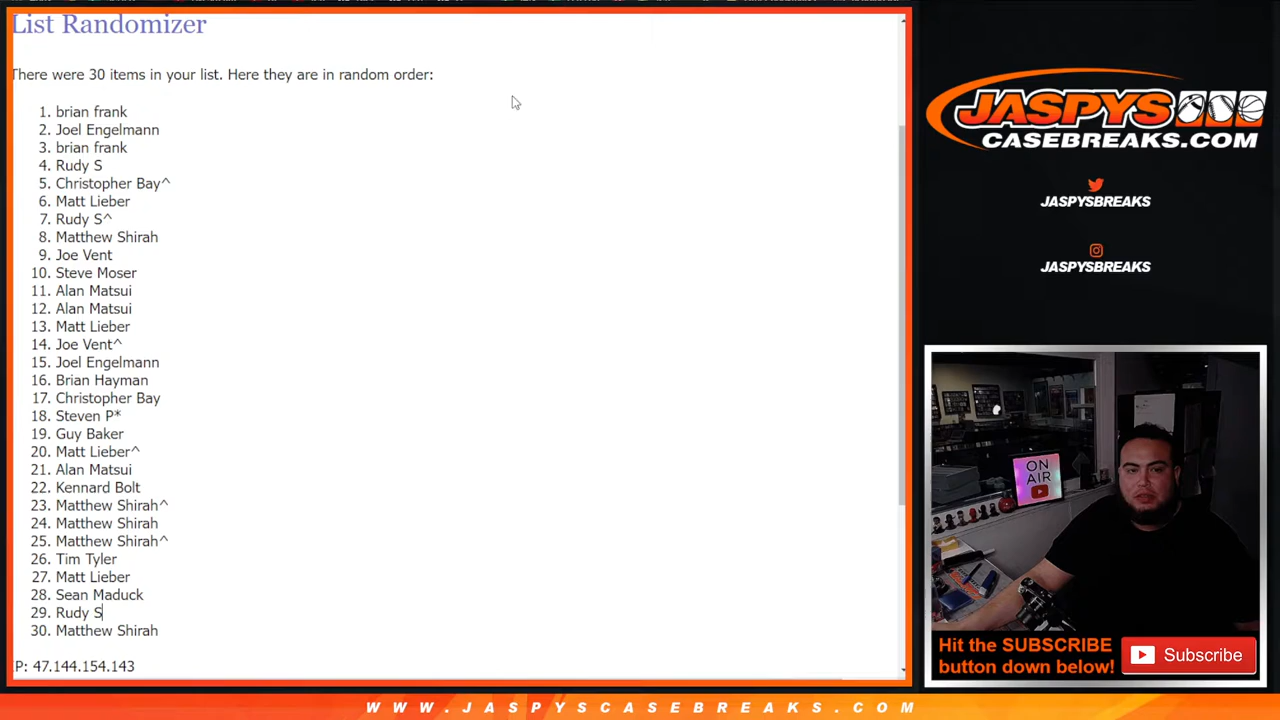 List Randomizer
There were 30 items in your list. Here they are in random order:
1. brian frank
2. Joel Engelmann
3. brian frank
4. Rudy S
5. Christopher Bay^
6. Matt Lieber
7. Rudy S^
8. Matthew Shirah
9. Joe Vent
10. Steve Moser
11. Alan Matsui
12. Alan Matsui
13. Matt Lieber
14. Joe Vent^
15. Joel Engelmann
16. Brian Hayman
17. Christopher Bay
18. Steven P*
19. Guy Baker
20. Matt Lieber^
21. Alan Matsui
22. Kennard Bolt
23. Matthew Shirah^
24. Matthew Shirah
25. Matthew Shirah^
26. Tim Tyler
27. Matt Lieber
28. Sean Maduck
29. Rudy S
30. Matthew Shirah
P: 47.144.154.143
JASPYS
CASEBREAKS.COM
JASPYSBREAKS
JASPYSBREAKS
ON
AIR
Hit the SUBSCRIBE
button down below!
Subscribe
WWW.JASPYSCASEBREAKS.COM